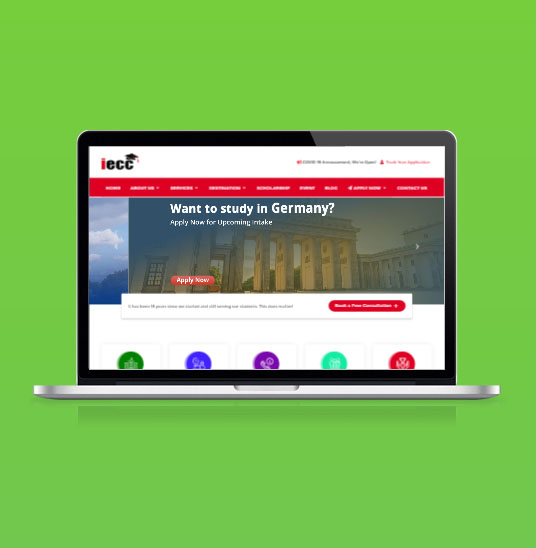 iecc
COVID-19 Announcement, We're Open! Track Your Application
HOME ABOUT US SERVICES DESTINATION SCHOLARSHIP EVENT BLOG APPLY NOW CONTACT US
Want to study in Germany?
Apply Now for Upcoming Intake
Apply Now
Book a Free Consultation